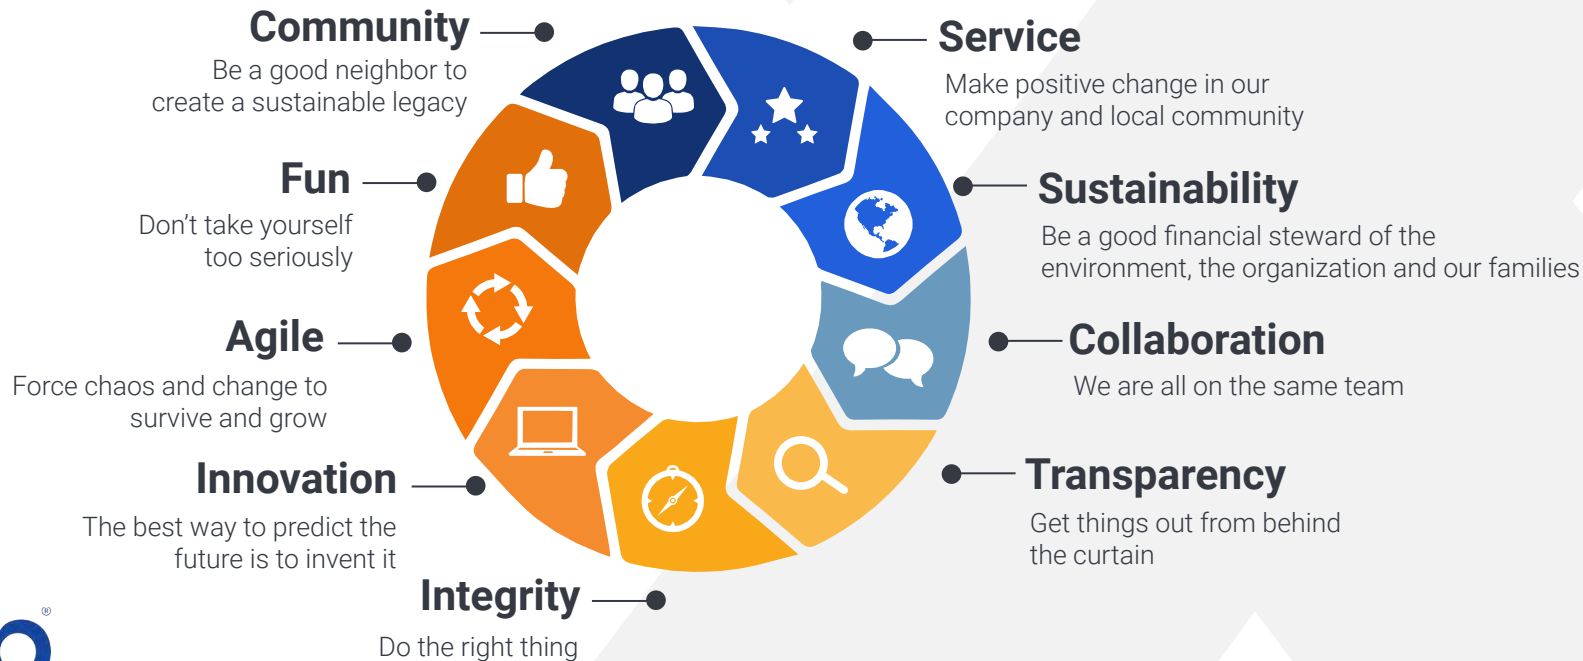 Community
Be a good neighbor to
create a sustainable legacy
Service
Make positive change in our
company and local community
Fun
Don’t take yourself
too seriously
Sustainability
Be a good financial steward of the
environment, the organization and our families
Agile
Force chaos and change to
survive and grow
Collaboration
We are all on the same team
Innovation
The best way to predict the
future is to invent it
Transparency
Get things out from behind
the curtain
Integrity
Do the right thing
®